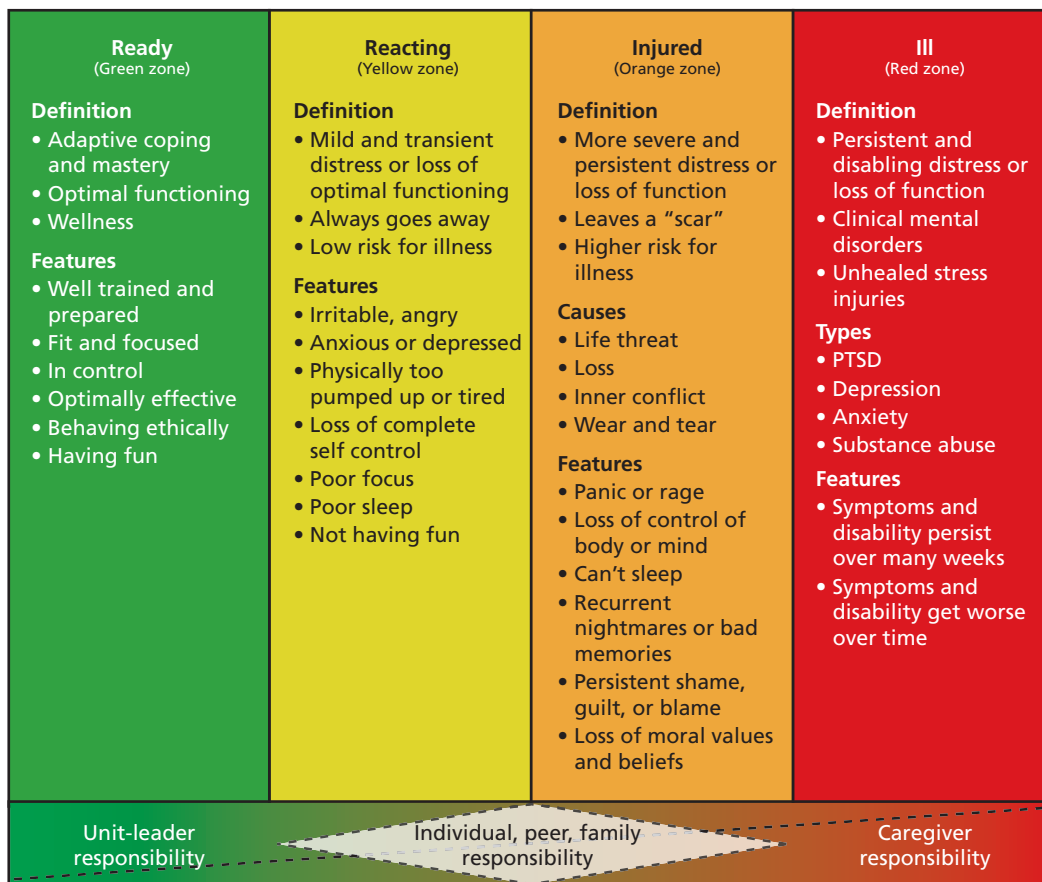 Ready
(Green zone)
Definition
• Adaptive coping
and mastery
• Optimal functioning
• Wellness
Features
• Well trained and
prepared
• Fit and focused
• In control
• Optimally effective
• Behaving ethically
• Having fun
Reacting
(Yellow zone)
Definition
• Mild and transient
distress or loss of
optimal functioning
• Always goes away
• Low risk for illness
Features
• Irritable, angry
• Anxious or depressed
• Physically too
pumped up or tired
• Loss of complete
self control
• Poor focus
• Poor sleep
• Not having fun
Injured
(Orange zone)
Definition
• More severe and
persistent distress or
loss of function
• Leaves a “scar”
• Higher risk for
illness
Causes
• Life threat
• Loss
• Inner conflict
• Wear and tear
Features
• Panic or rage
• Loss of control of
body or mind
• Can’t sleep
• Recurrent
nightmares or bad
memories
• Persistent shame,
guilt, or blame
• Loss of moral values
and beliefs
Ill
(Red zone)
Definition
• Persistent and
disabling distress or
loss of function
• Clinical mental
disorders
• Unhealed stress
injuries
Types
• PTSD
• Depression
• Anxiety
• Substance abuse
Features
• Symptoms and
disability persist
over many weeks
• Symptoms and
disability get worse
over time
Unit-leader
responsibility
Individual, peer, family
responsibility
Caregiver
responsibility